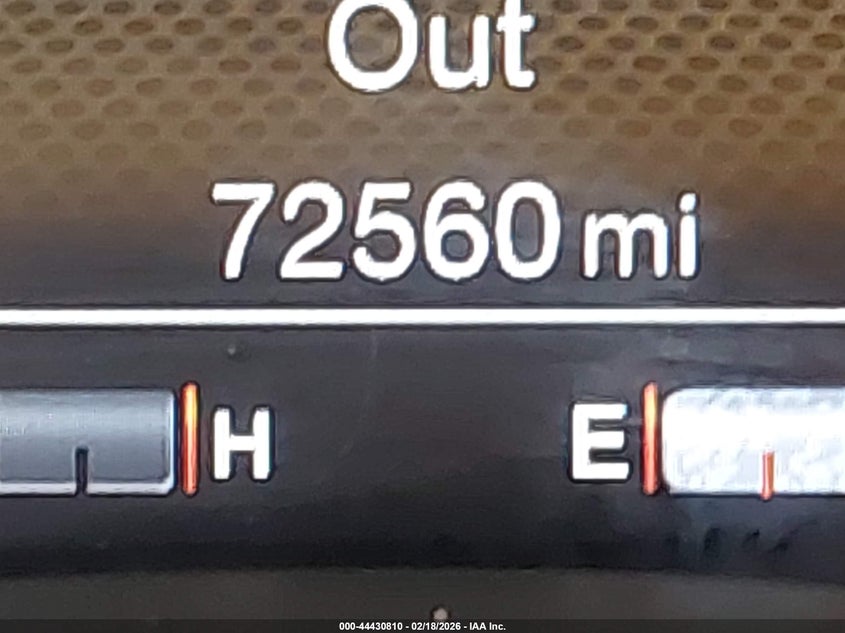 Out
72560 mi
H E
000-44430810 - 02/18/2026 - IAA Inc.